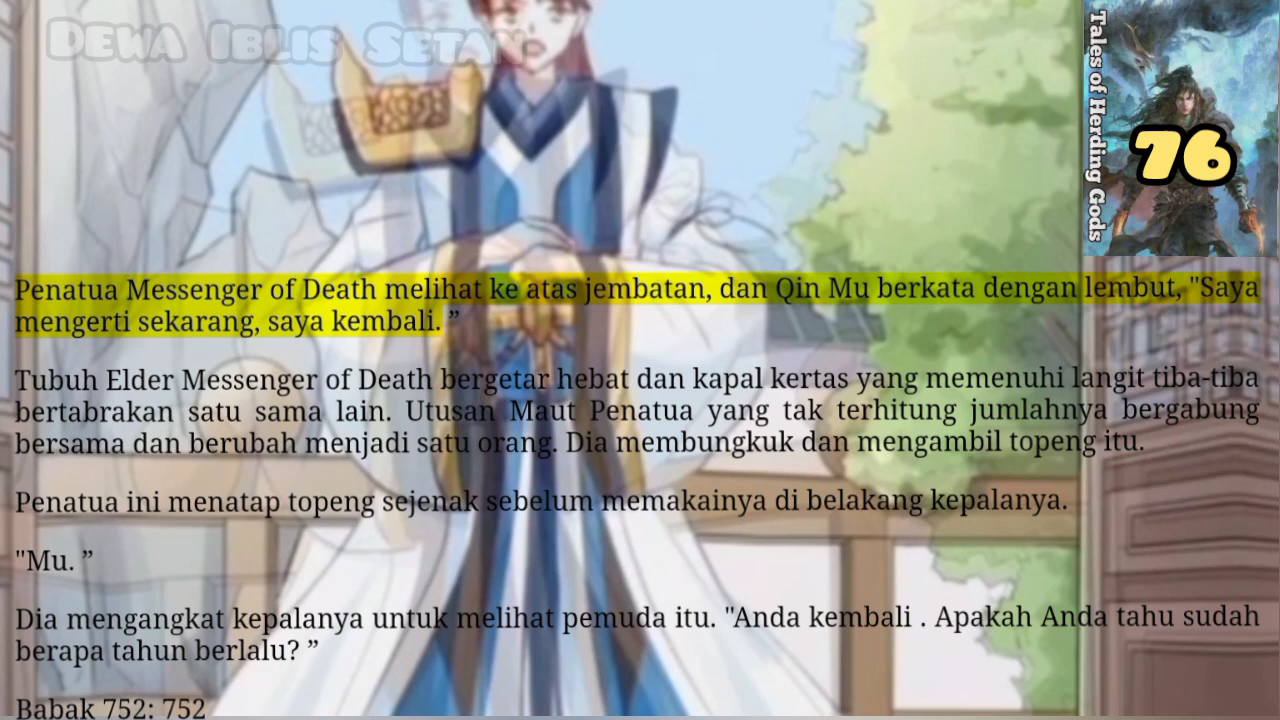 Dewa Iblis Setan
Tales of Herding Gods
76
Penatua Messenger of Death melihat ke atas jembatan, dan Qin Mu berkata dengan lembut, "Saya
mengerti sekarang, saya kembali. ”
Tubuh Elder Messenger of Death bergetar hebat dan kapal kertas yang memenuhi langit tiba-tiba
bertabrakan satu sama lain. Utusan Maut Penatua yang tak terhitung jumlahnya bergabung
bersama dan berubah menjadi satu orang. Dia membungkuk dan mengambil topeng itu.
Penatua ini menatap topeng sejenak sebelum memakainya di belakang kepalanya.
"Mu. ”
Dia mengangkat kepalanya untuk melihat pemuda itu. "Anda kembali . Apakah Anda tahu sudah
berapa tahun berlalu? ”
Babak 752: 752